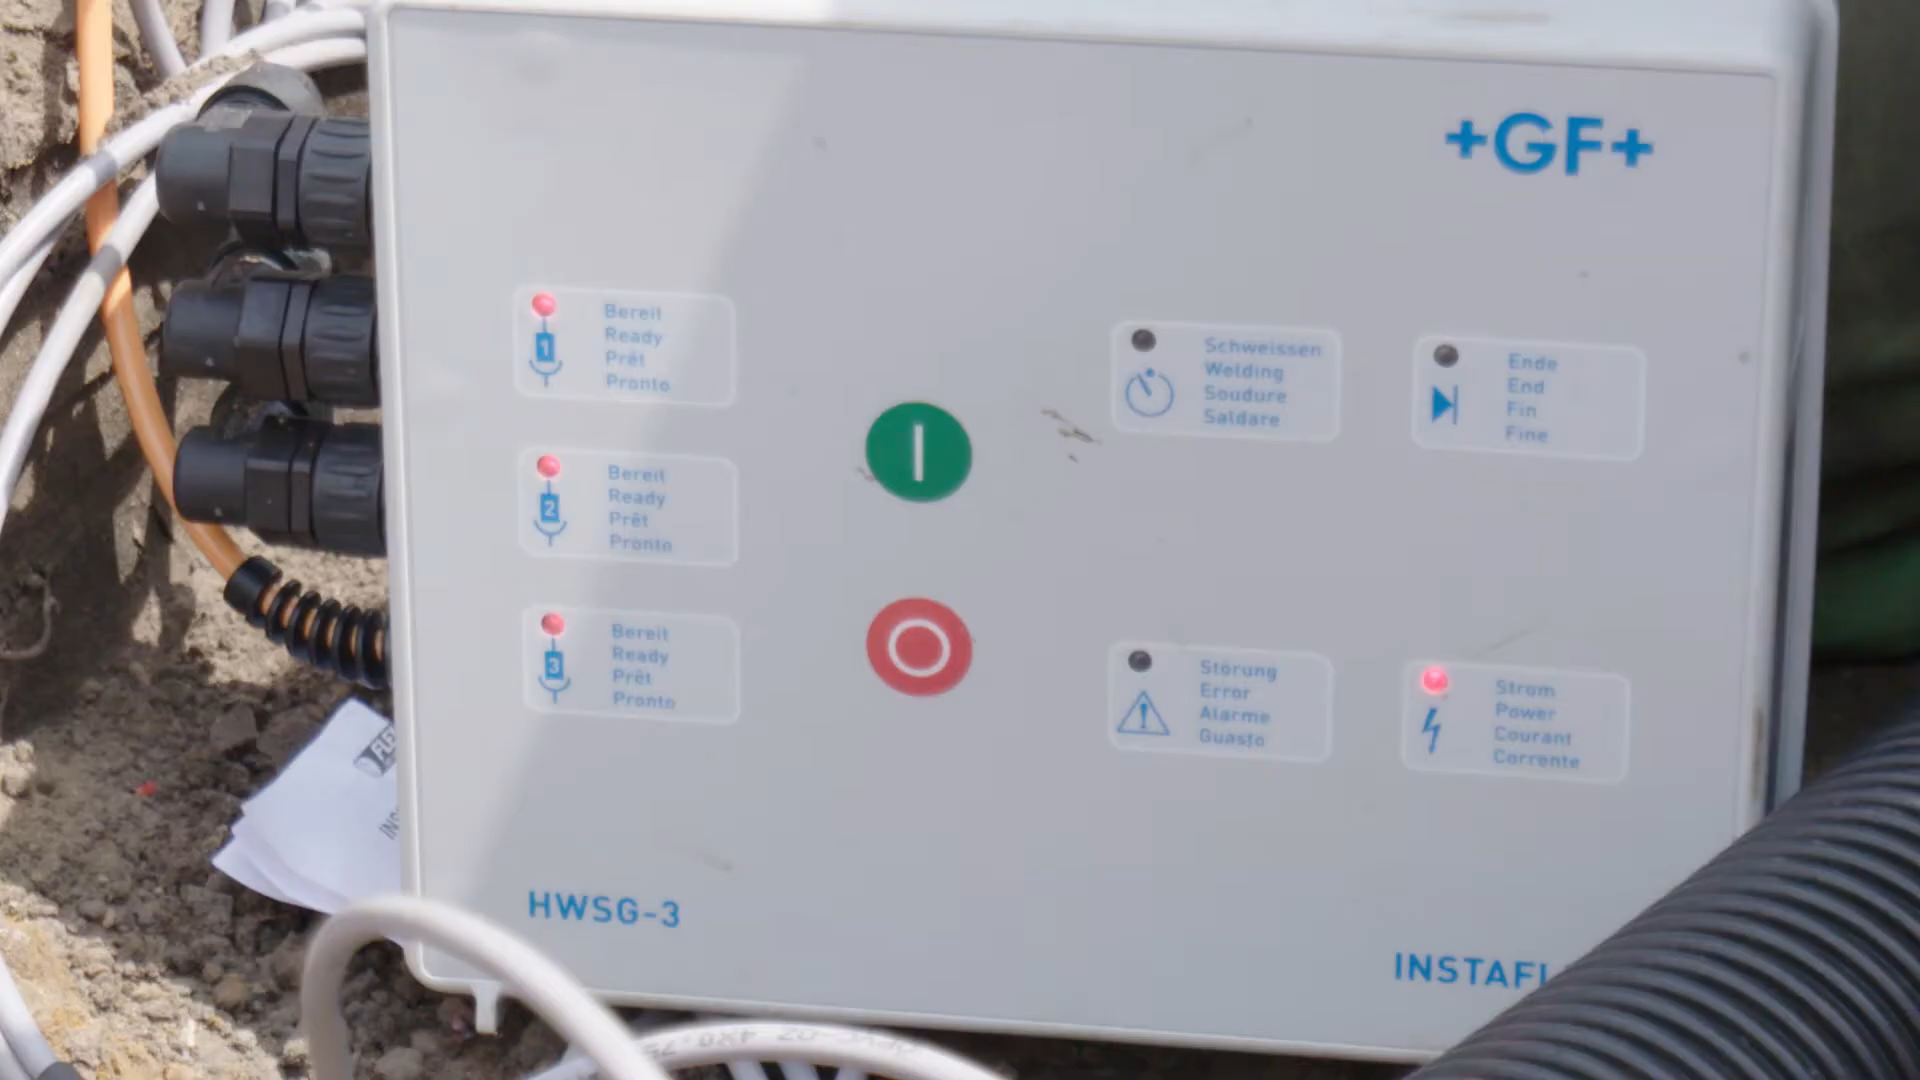 +GF+
1
Bereit
Ready
Prêt
Pronto
2
Bereit
Ready
Prêt
Pronto
3
Bereit
Ready
Prêt
Pronto
Schweissen
Welding
Soudure
Saldare
Ende
End
Fin
Fine
Störung
Error
Alarme
Guasto
Strom
Power
Courant
Corrente
HWSG-3
INSTAFL